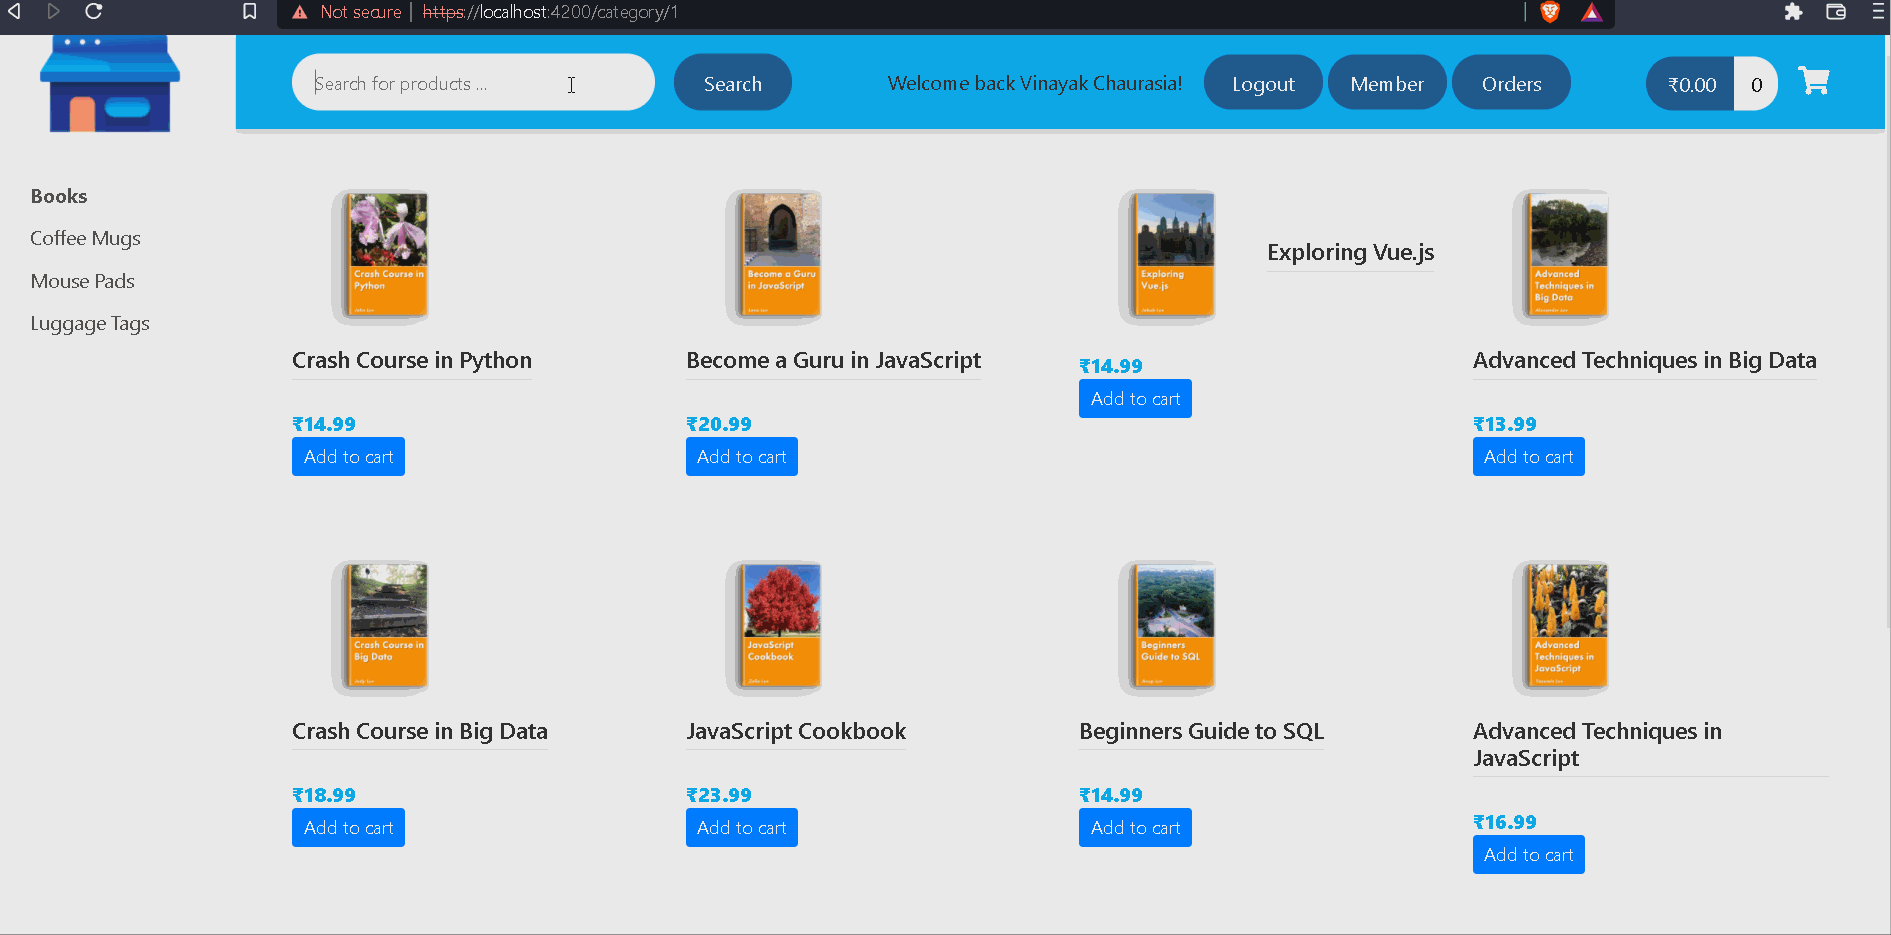 Not secure | https://localhost:4200/category/1
Search for products ...
Search
Welcome back Vinayak Chaurasia!
Logout
Member
Orders
₹0.00
0
Books
Coffee Mugs
Mouse Pads
Luggage Tags
Crash Course in
Python
Crash Course in Python
₹14.99
Add to cart
Become a Guru
in JavaScript
Become a Guru in JavaScript
₹20.99
Add to cart
Exploring
Vue.js
Exploring Vue.js
₹14.99
Add to cart
Advanced
Techniques in
Big Data
Advanced Techniques in Big Data
₹13.99
Add to cart
Crash Course in
Big Data
Crash Course in Big Data
₹18.99
Add to cart
JavaScript
Cookbook
JavaScript Cookbook
₹23.99
Add to cart
Beginners
Guide to SQL
Beginners Guide to SQL
₹14.99
Add to cart
Advanced
Techniques in
JavaScript
Advanced Techniques in
JavaScript
₹16.99
Add to cart